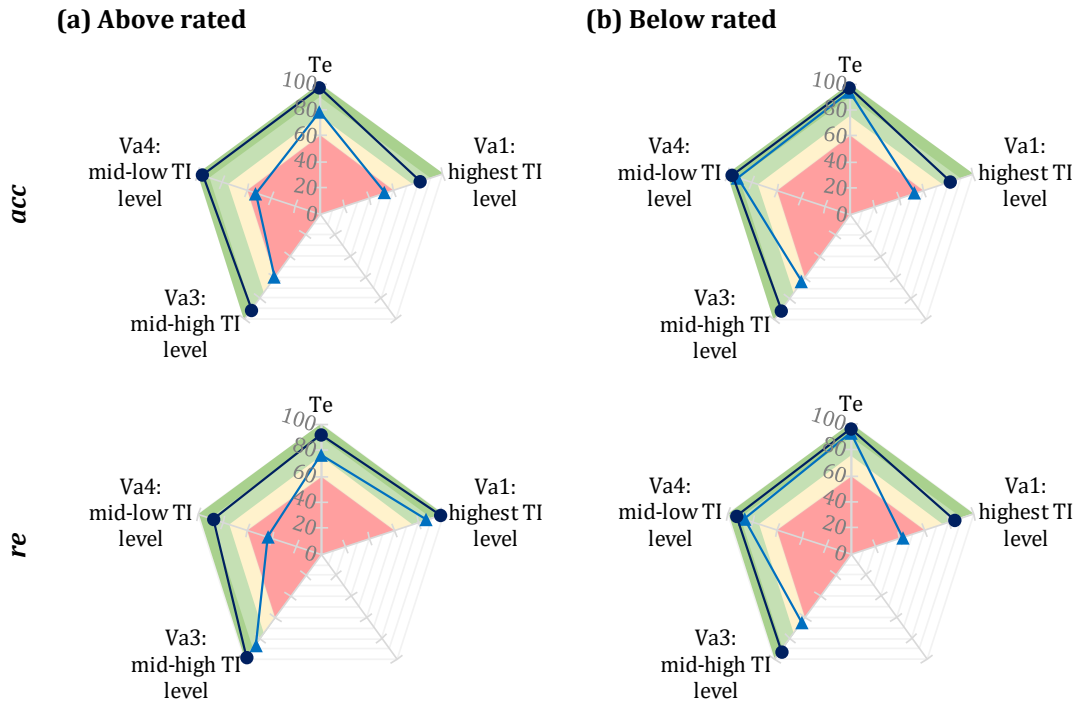 (a) Above rated
(b) Below rated
acc
Te
100
80
60
40
20
0
Va4:
mid-low TI
level
Va1:
highest TI
level
Va3:
mid-high TI
level
Te
100
80
60
40
20
0
Va4:
mid-low TI
level
Va1:
highest TI
level
Va3:
mid-high TI
level
re
Te
100
80
60
40
20
0
Va4:
mid-low TI
level
Va1:
highest TI
level
Va3:
mid-high TI
level
Te
100
80
60
40
20
0
Va4:
mid-low TI
level
Va1:
highest TI
level
Va3:
mid-high TI
level